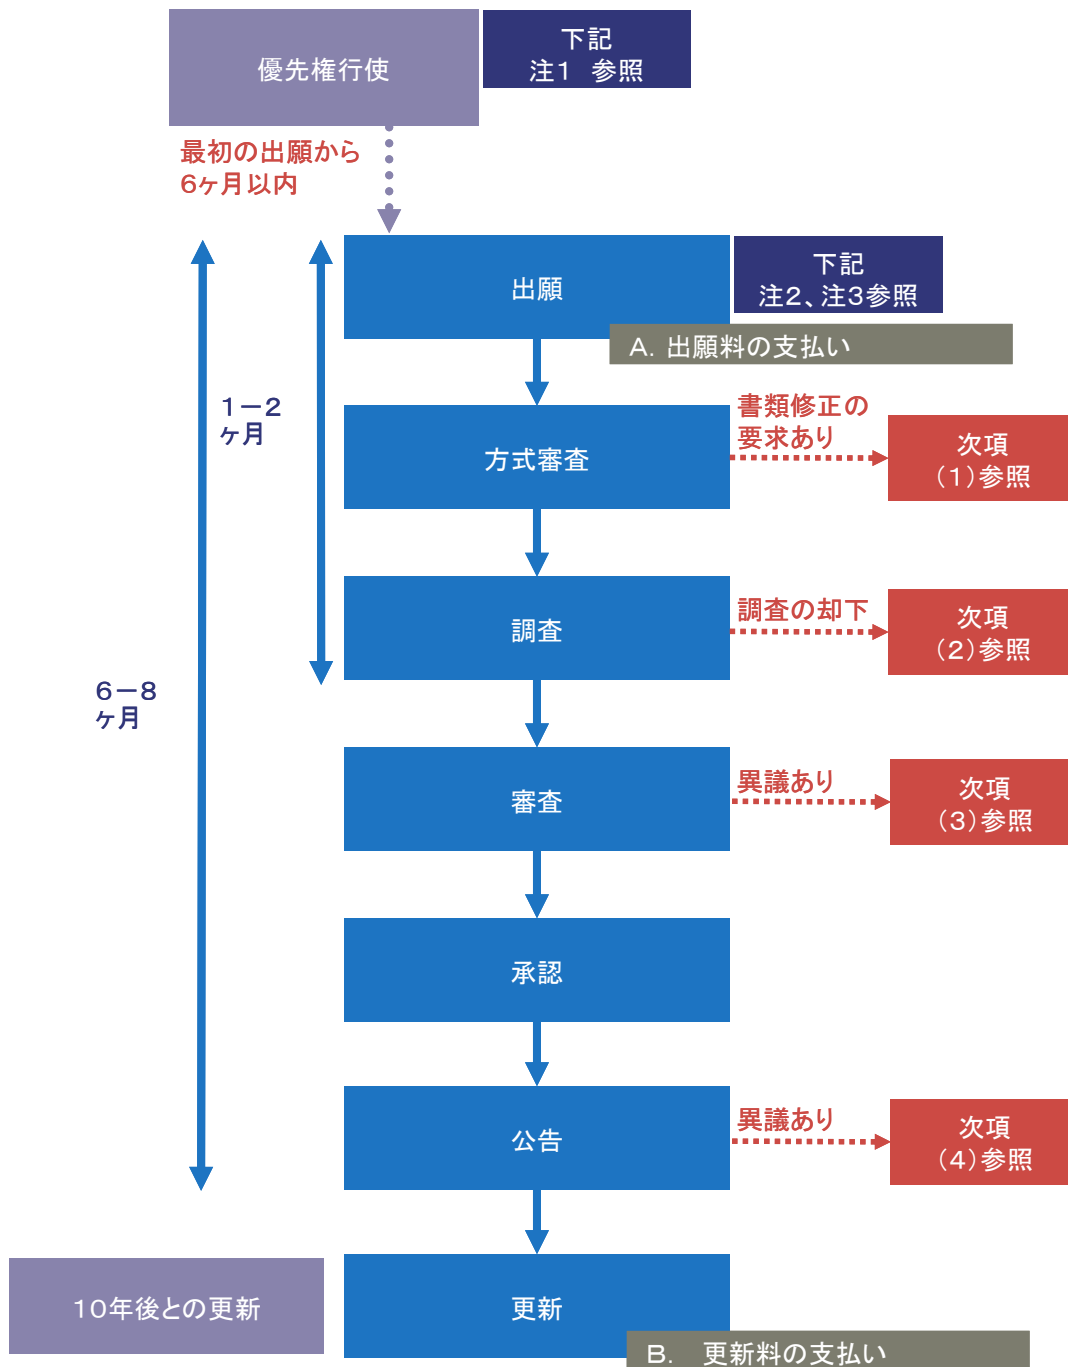 優先権行使
下記
注1 参照
最初の出願から
6ヶ月以内
出願
下記
注2、注3参照
A. 出願料の支払い
1－2
ヶ月
方式審査
書類修正の
要求あり
次項
（1）参照
調査
調査の却下
次項
（2）参照
6－8
ヶ月
審査
異議あり
次項
（3）参照
承認
公告
異議あり
次項
（4）参照
10年後との更新
更新
B. 更新料の支払い